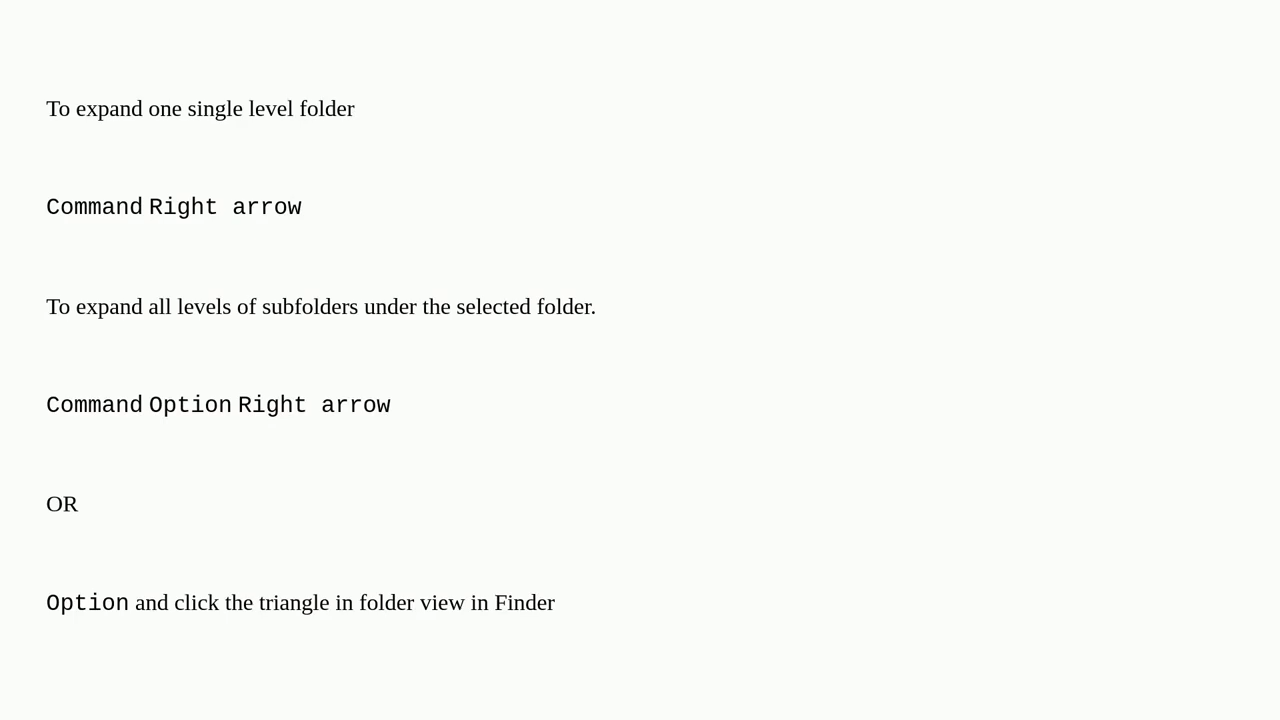 To expand one single level folder
Command Right arrow
To expand all levels of subfolders under the selected folder.
Command Option Right arrow
OR
Option and click the triangle in folder view in Finder